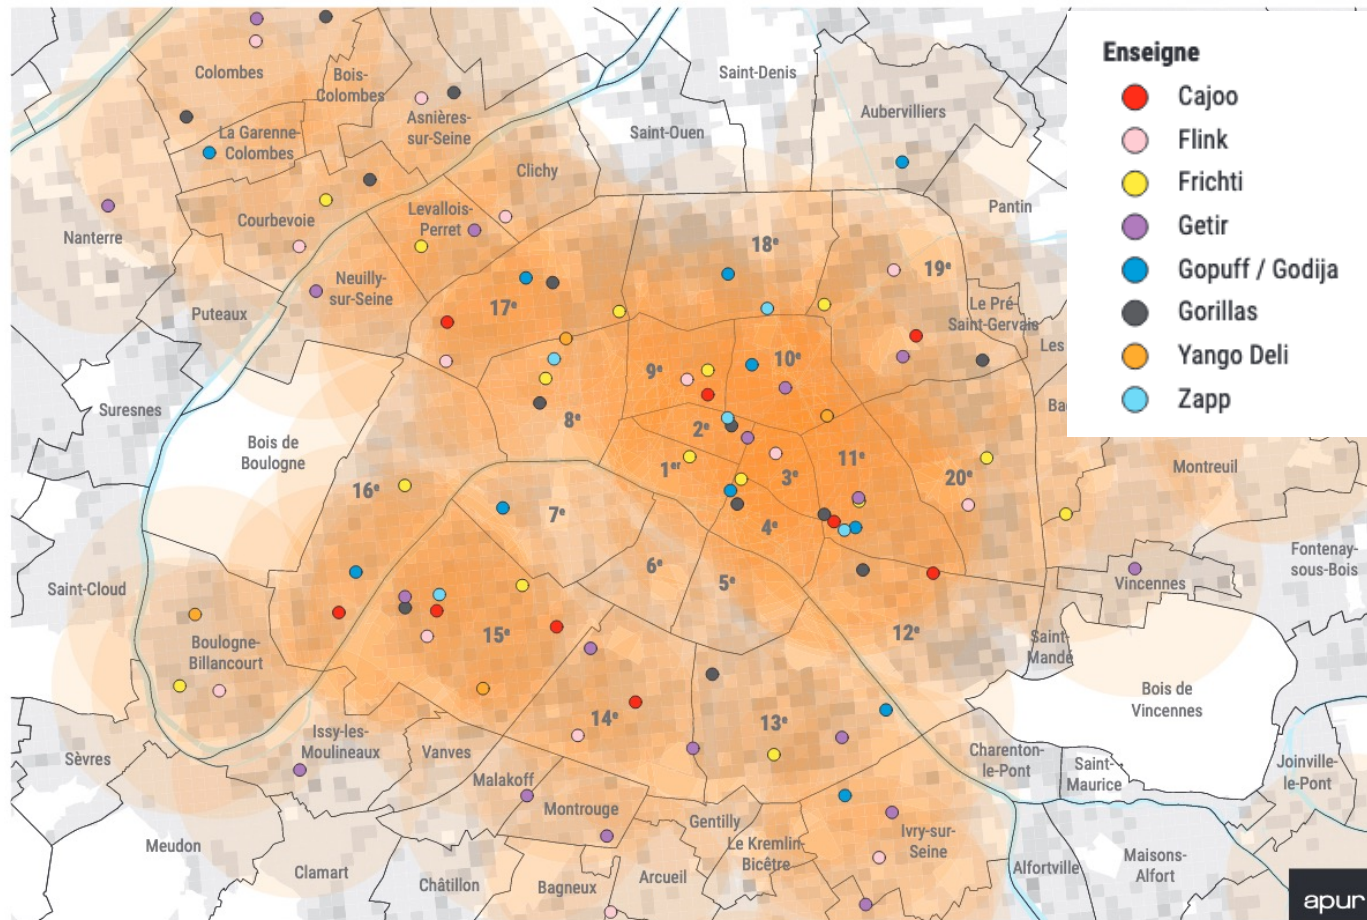 Enseigne
Cajoo
Flink
Frichti
Getir
Gopuff / Godija
Gorillas
Yango Deli
Zapp
Colombes
Bois-
Colombes
La Garenne-
Colombes
Asnières-
sur-Seine
Saint-Denis
Saint-Ouen
Aubervilliers
Clichy
Courbevoie
Levallois-
Perret
Nanterre
Pantin
Neuilly-
sur-Seine
Puteaux
18e
19e
17e
Le Pré-
Saint-Gervais
Les
Ba
Suresnes
Bois de
Boulogne
9e
10e
8e
2e
1er
3e
11e
20e
Montreuil
16e
7e
4e
6e
5e
Fontenay-
sous-Bois
Vincennes
Saint-Cloud
Boulogne-
Billancourt
15e
12e
Saint-
Mandé
Bois de
Vincennes
14e
13e
Issy-les-
Moulineaux
Vanves
Sèvres
Malakoff
Montrouge
Gentilly
Le Kremlin-
Bicêtre
Ivry-sur-
Seine
Charenton-
le-Pont
Saint-
Maurice
Joinville-
le-Pont
Meudon
Clamart
Châtillon
Bagneux
Arcueil
Alfortville
Maisons-
Alfort
apur